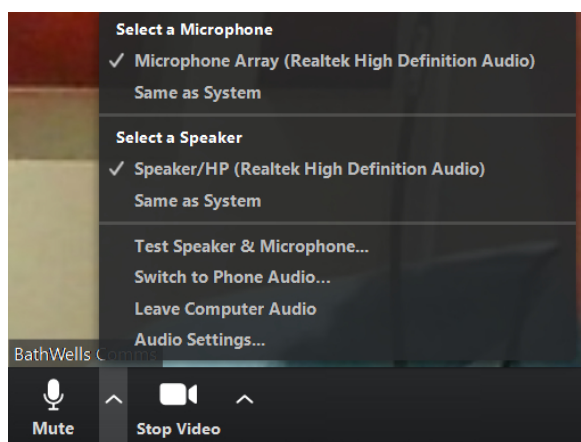 Select a Microphone
✓ Microphone Array (Realtek High Definition Audio)
Same as System
Select a Speaker
✓ Speaker/HP (Realtek High Definition Audio)
Same as System
Test Speaker & Microphone...
Switch to Phone Audio...
Leave Computer Audio
Audio Settings...
BathWells Comms
Mute
Stop Video